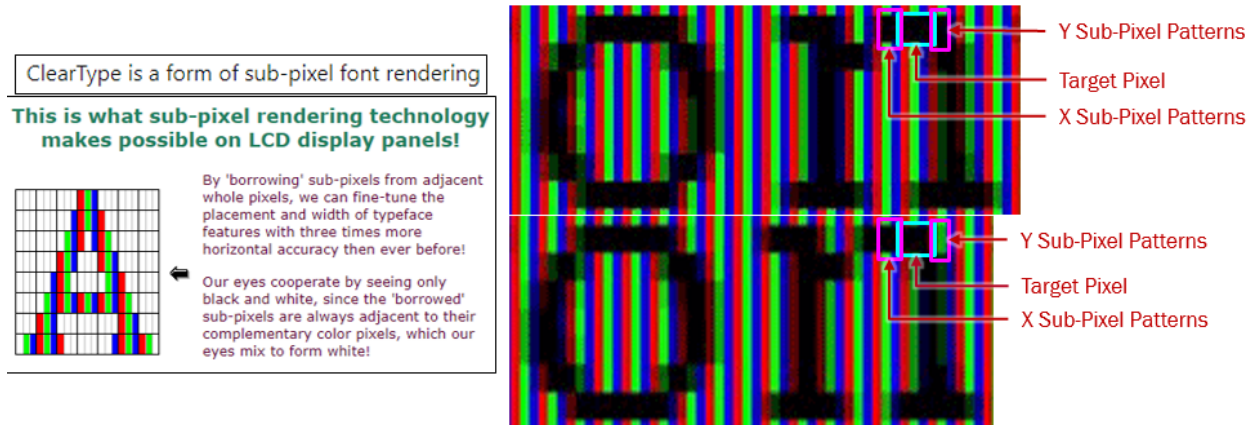 ClearType is a form of sub-pixel font rendering
This is what sub-pixel rendering technology
makes possible on LCD display panels!
By 'borrowing' sub-pixels from adjacent
whole pixels, we can fine-tune the
placement and width of typeface
features with three times more
horizontal accuracy then ever before!
Our eyes cooperate by seeing only
black and white, since the 'borrowed'
sub-pixels are always adjacent to their
complementary color pixels, which our
eyes mix to form white!
A
Y Sub-Pixel Patterns
Target Pixel
X Sub-Pixel Patterns
Y Sub-Pixel Patterns
Target Pixel
X Sub-Pixel Patterns